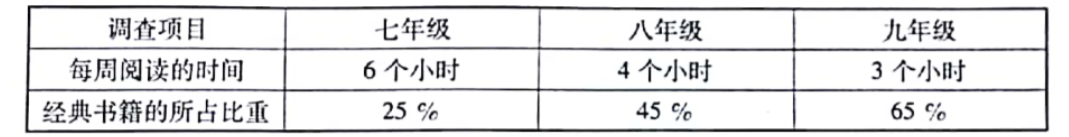 调查项目 七年级 八年级 九年级
每周阅读的时间 6 个小时 4 个小时 3 个小时
经典书籍的所占比重 25 % 45 % 65 %